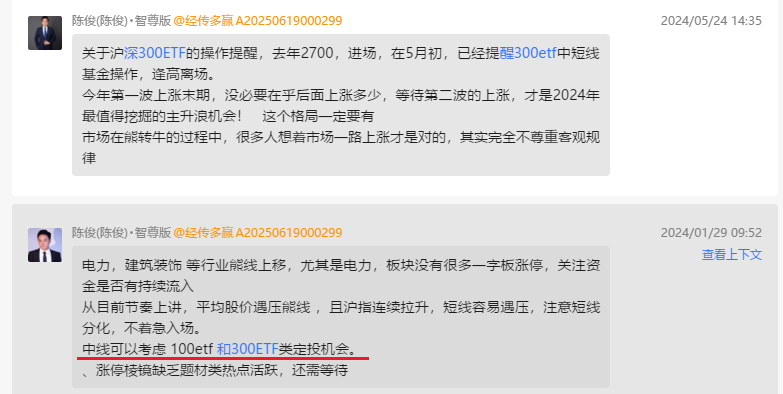 陈俊(陈俊)•智尊版 @经传多赢 A20250619000299 2024/05/24 14:35
关于沪深300ETF的操作提醒，去年2700，进场，在5月初，已经提醒300etf中短线
基金操作，逢高离场。
今年第一波上涨末期，没必要在乎后面上涨多少，等待第二波的上涨，才是2024年
最值得挖掘的主升浪机会！ 这个格局一定要有
市场在熊转牛的过程中，很多人想着市场一路上涨才是对的，其实完全不尊重客观规
律
陈俊(陈俊)•智尊版 @经传多赢 A20250619000299 2024/01/29 09:52
查看上下文
电力，建筑装饰 等行业熊线上移，尤其是电力，板块没有很多一字板涨停，关注资
金是否有持续流入
从目前节奏上讲，平均股价遇压熊线 ，且沪指连续拉升，短线容易遇压，注意短线
分化，不着急入场。
中线可以考虑 100etf 和300ETF类定投机会。
、涨停棱镜缺乏题材类热点活跃，还需等待